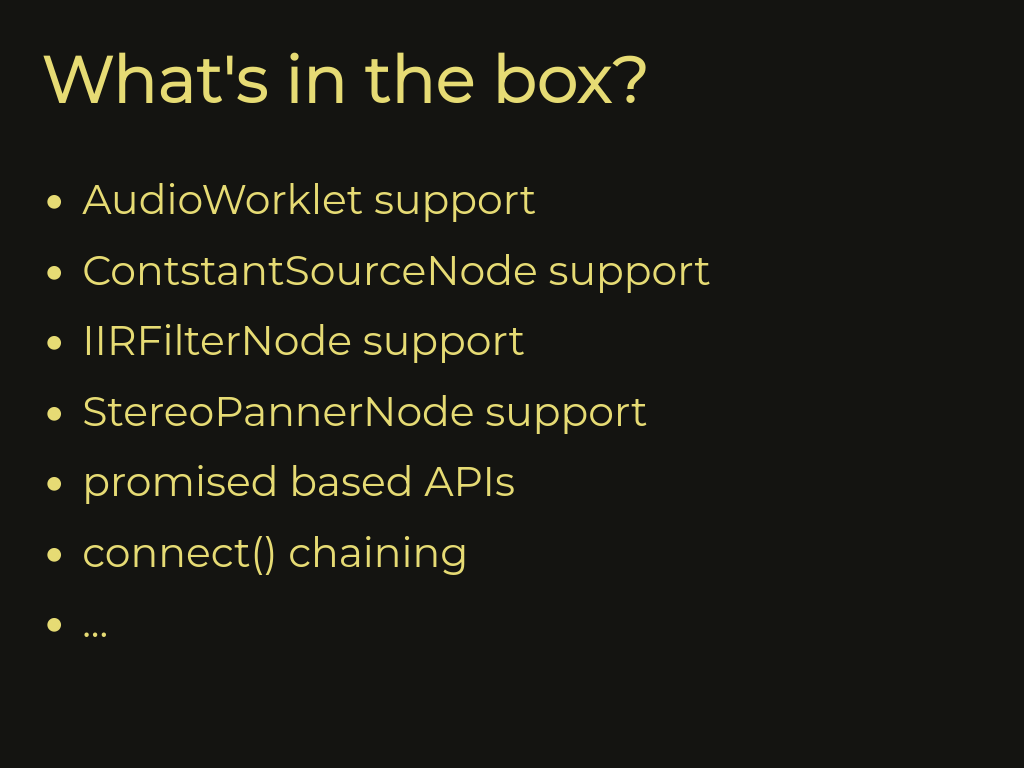 What's in the box?
• AudioWorklet support
• ContstantSourceNode support
• IIRFilterNode support
• StereoPannerNode support
• promised based APIs
• connect() chaining
• ...